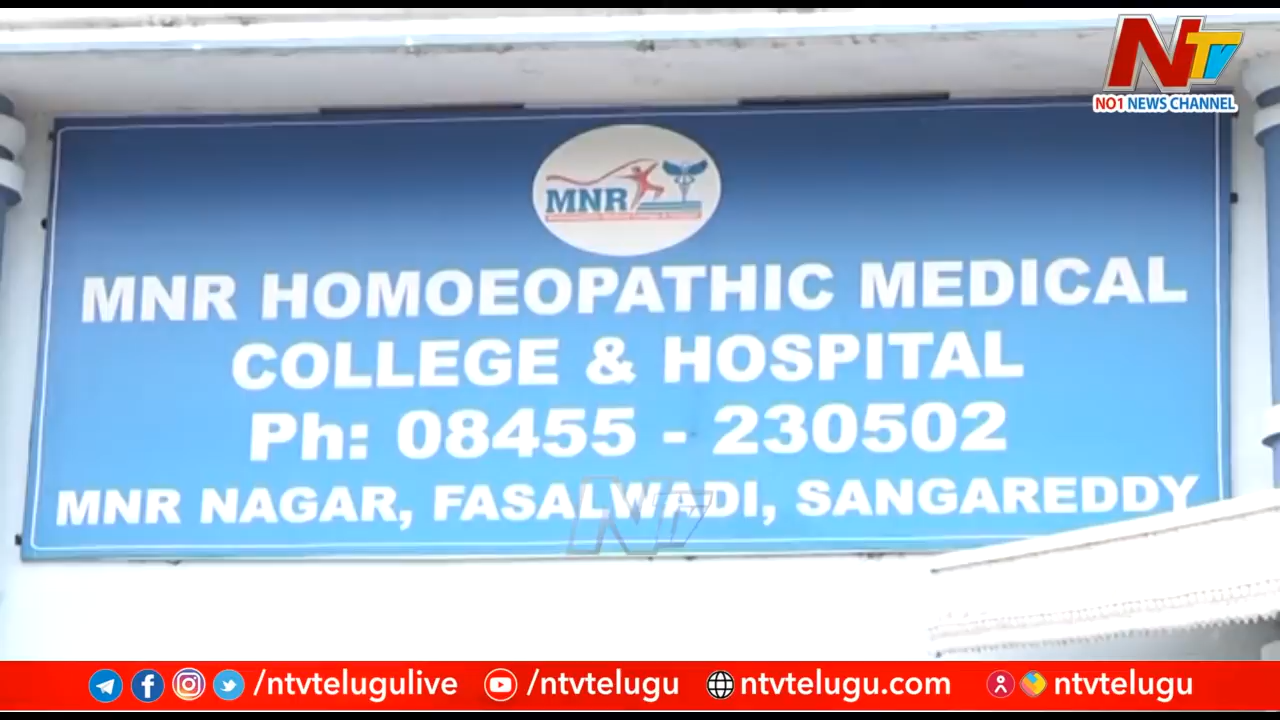 NTV
NO1 NEWS CHANNEL
MNR
MNR HOMOEOPATHIC MEDICAL
COLLEGE & HOSPITAL
Ph: 08455 - 230502
MNR NAGAR, FASALWADI, SANGAREDDY
NTV
/ntvtelugulive /ntvtelugu ntvtelugu.com ntvtelugu